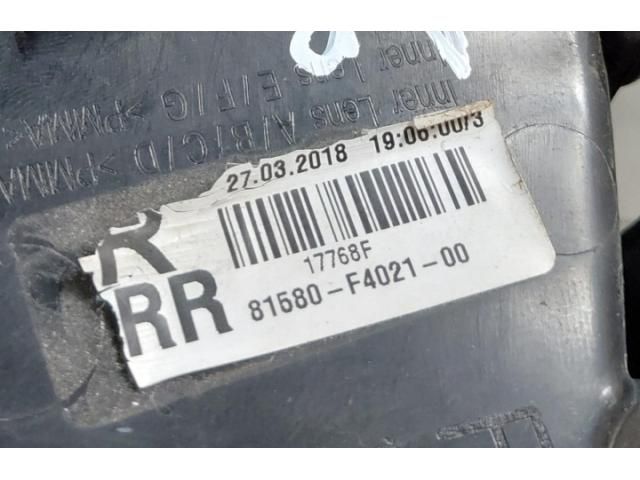 Inner Lens E/F/G >PMMA<
Inner Lens A/B/C/D >PMMA
27.03.2018 19:06:00/3
R
17768F
RR 81580-F4021-00